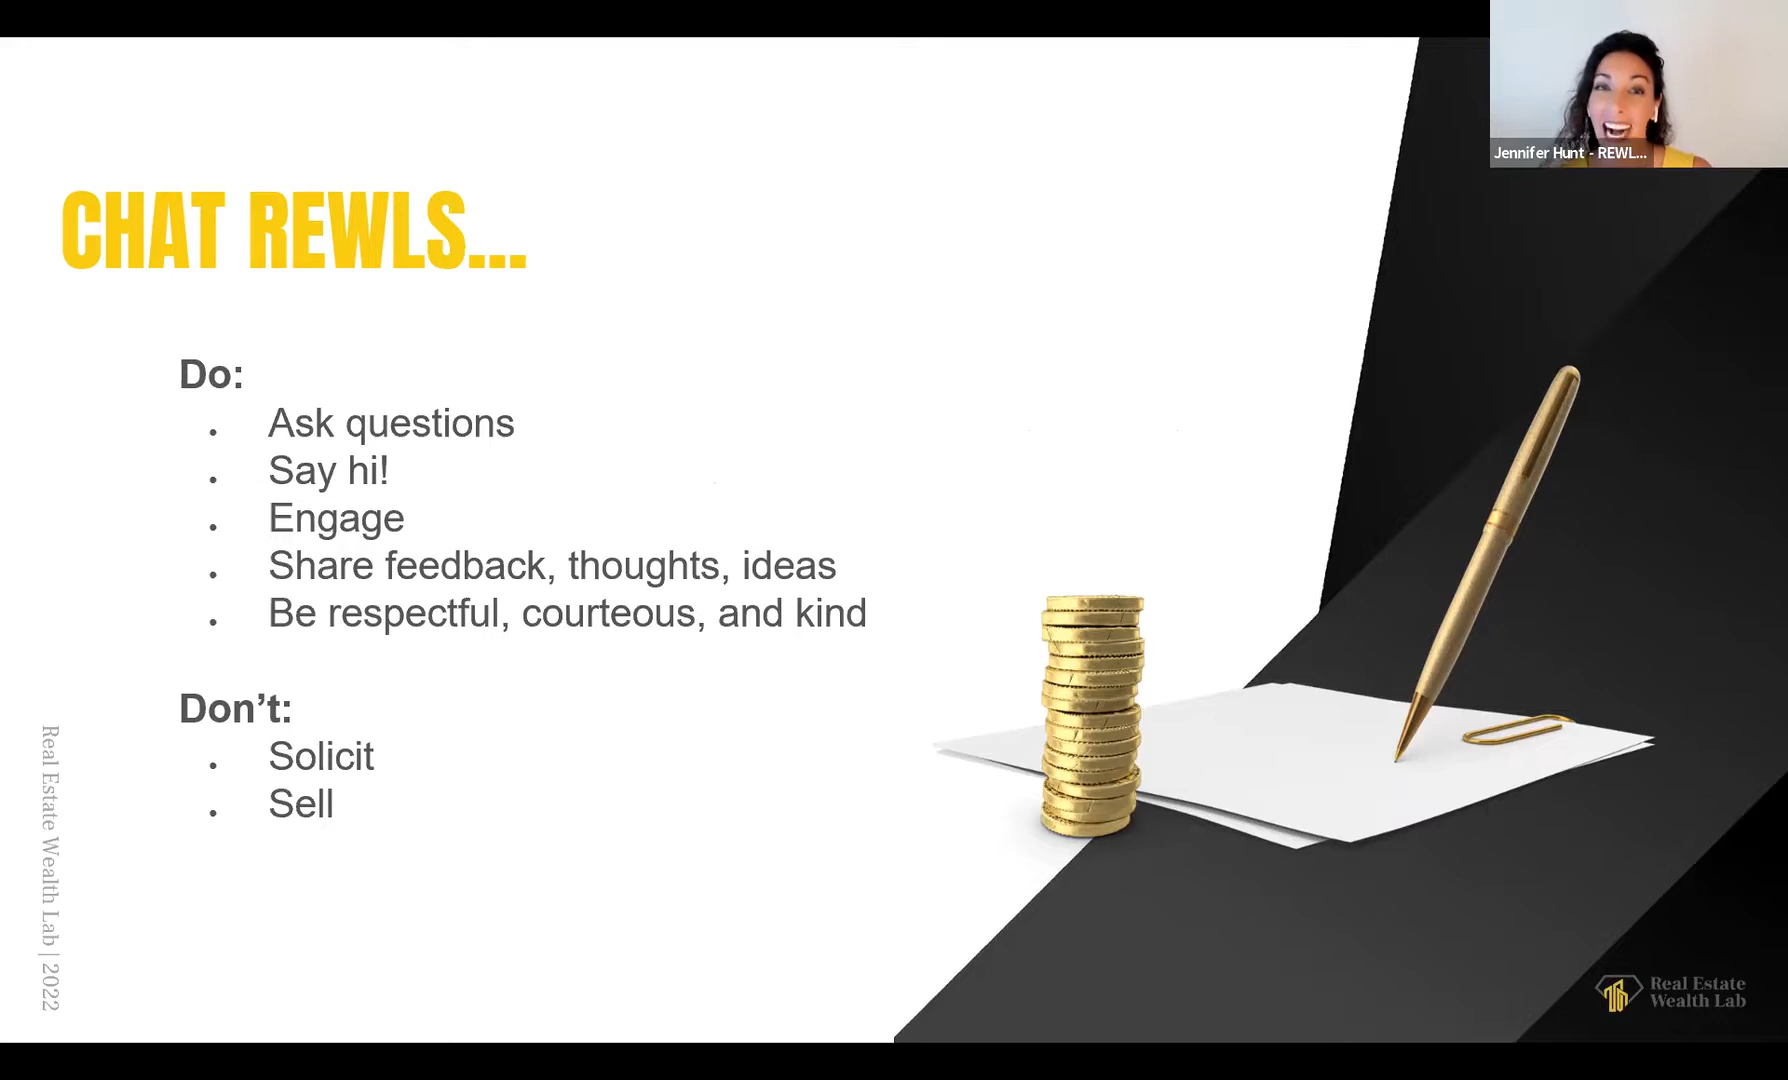 Jennifer Hunt - REWL...
CHAT REWLS...
Do:
. Ask questions
. Say hi!
. Engage
. Share feedback, thoughts, ideas
. Be respectful, courteous, and kind
Don’t:
. Solicit
. Sell
Real Estate Wealth Lab | 2022
Real Estate
Wealth Lab